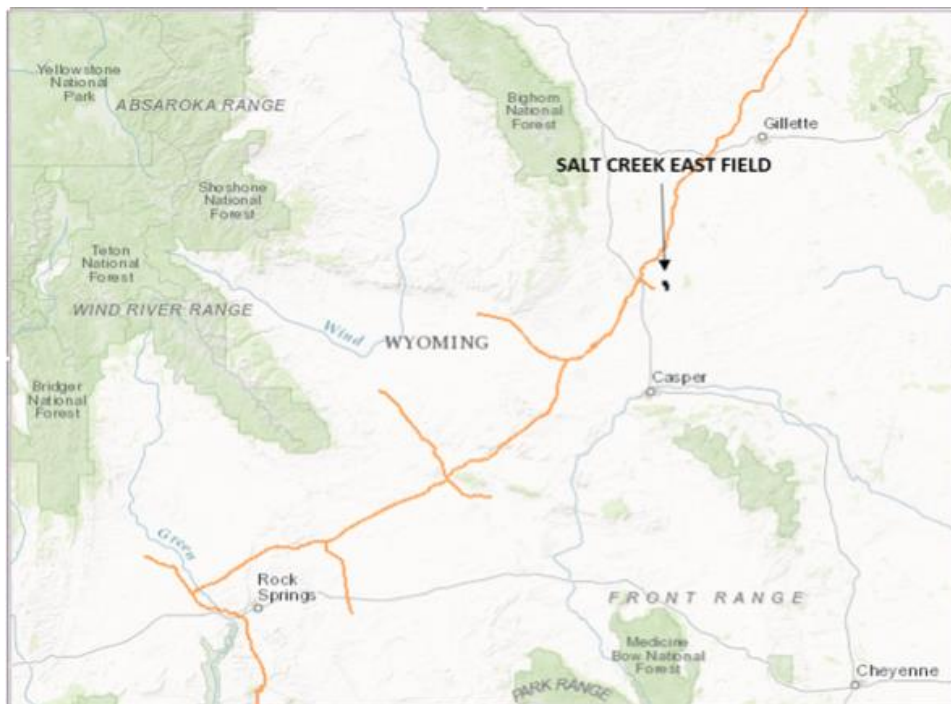 Yellowstone
National
Park
ABSAROKA RANGE
Bighorn
National
Forest
Gillette
SALT CREEK EAST FIELD
Shoshone
National
Forest
Teton
National
Forest
WIND RIVER RANGE
Wind
WYOMING
Bridger
National
Forest
Casper
Green
Rock
Springs
FRONT RANGE
Medicine
Bow National
Forest
PARK RANGE
Cheyenne